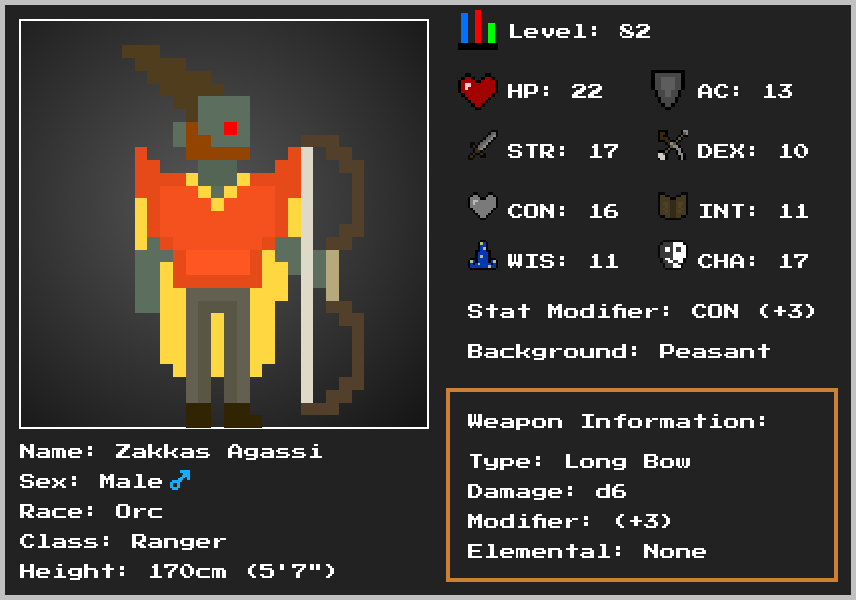 Level: 82
HP: 22 AC: 13
STR: 17 DEX: 10
CON: 16 INT: 11
WIS: 11 CHA: 17
Stat Modifier: CON (+3)
Background: Peasant
Weapon Information:
Type: Long Bow
Damage: d6
Modifier: (+3)
Elemental: None
Name: Zakkas Agassi
Sex: Male ♂
Race: Orc
Class: Ranger
Height: 170cm (5'7")